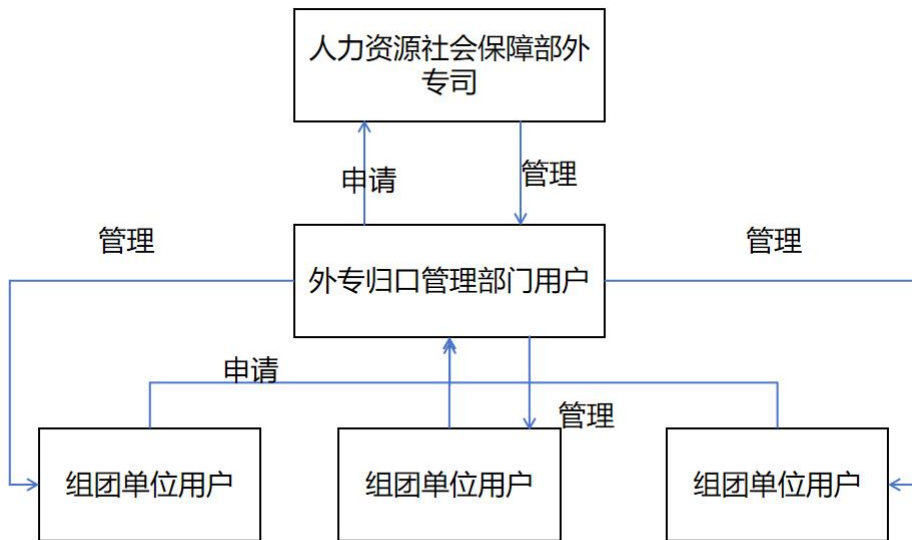 人力资源社会保障部外
专司
申请
管理
管理
管理
外专归口管理部门用户
申请
管理
组团单位用户
组团单位用户
组团单位用户